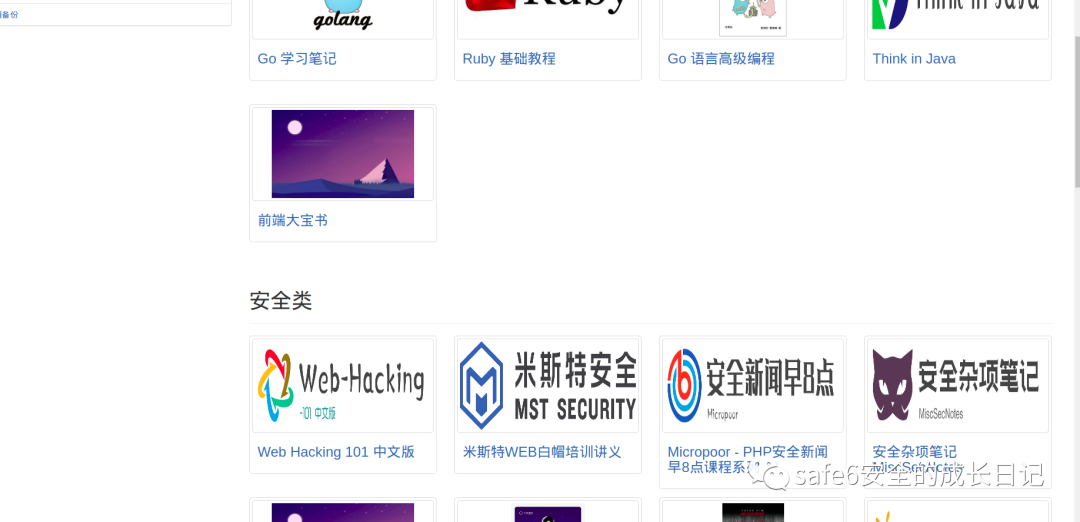 备份
golang
Ruby
Think in Java
Go 学习笔记
Ruby 基础教程
Go 语言高级编程
Think in Java
前端大宝书
安全类
Web-Hacking
-101 中文版
米斯特安全
MST SECURITY
安全新闻早8点
Micropoor
安全杂项笔记
MiscSecNotes
Web Hacking 101 中文版
米斯特WEB白帽培训讲义
Micropoor - PHP安全新闻
早8点课程系列
安全杂项笔记
MiscSecNotes
safe6安全的成长日记